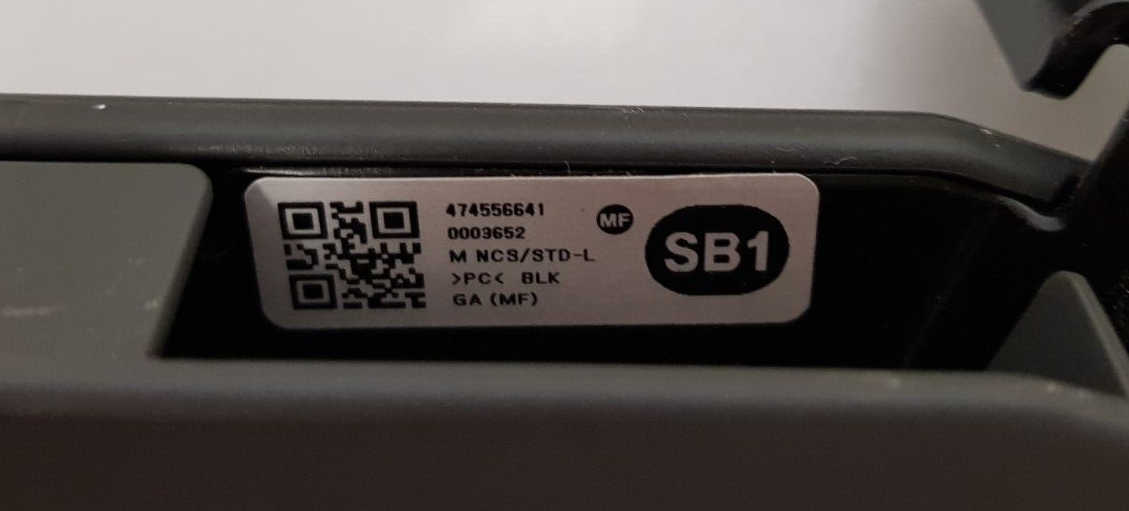 474556641
0003652
M NCS/STD-L
>PC< BLK
GA (MF)
MF
SB1